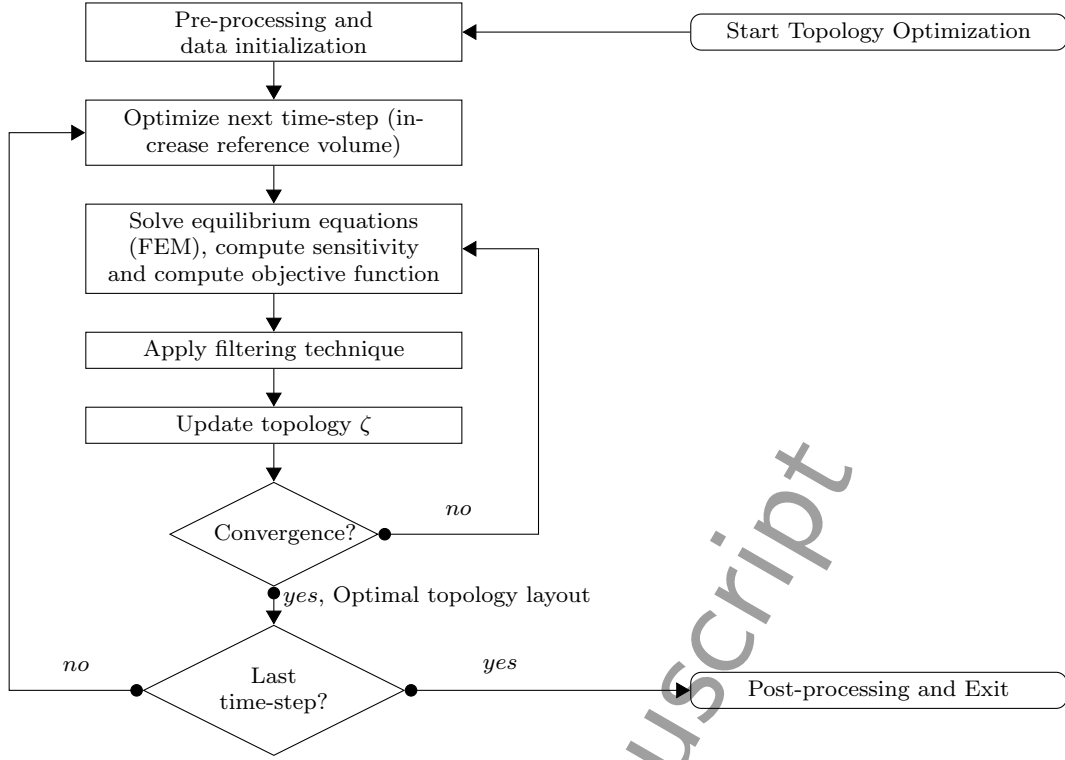 Pre-processing and
data initialization
Start Topology Optimization
Optimize next time-step (in-
crease reference volume)
Solve equilibrium equations
(FEM), compute sensitivity
and compute objective function
Apply filtering technique
Update topology ζ
Convergence?
no
yes, Optimal topology layout
no
Last
time-step?
yes
Post-processing and Exit
uscript